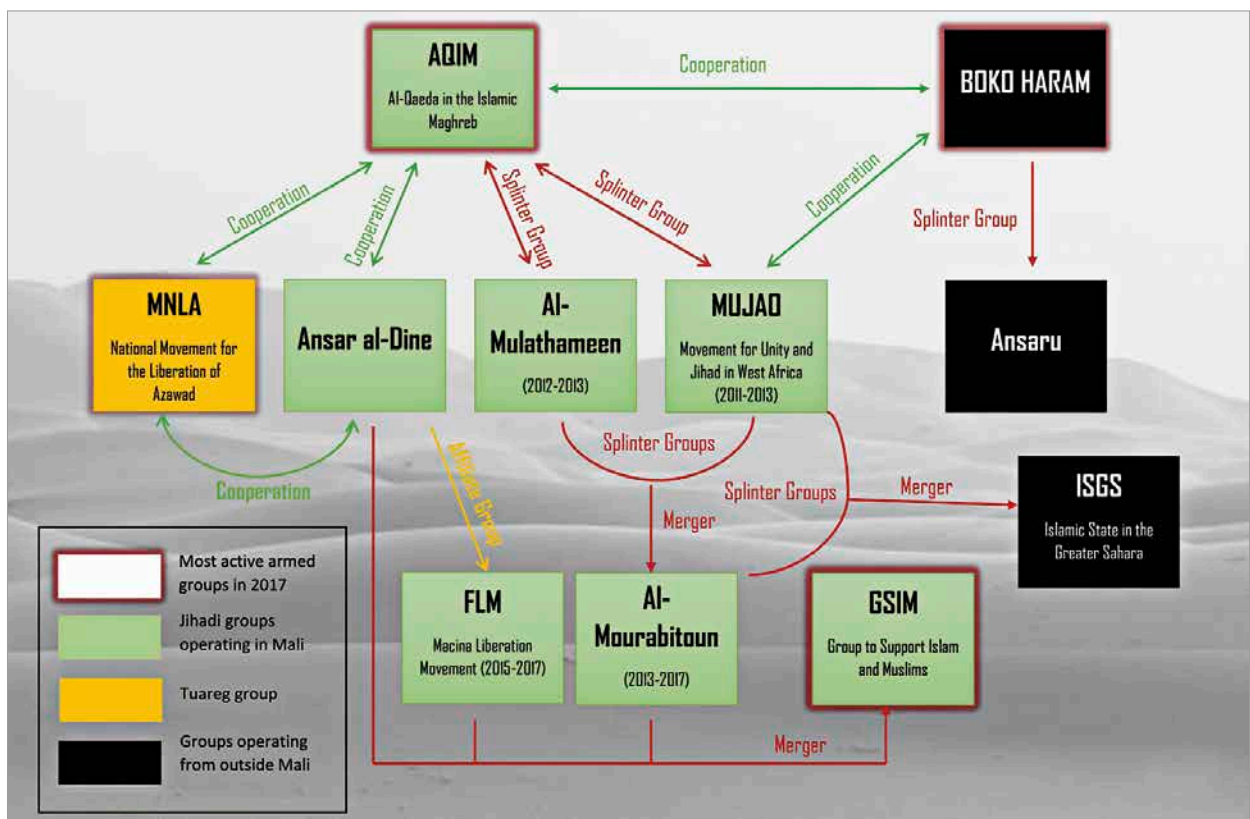 AQIM
Al-Qaeda in the Islamic
Maghreb
BOKO HARAM
Cooperation
Cooperation
Cooperation
Splinter Group
Splinter Group
Cooperation
Splinter Group
MNLA
National Movement for
the Liberation of
Azawad
Ansar al-Dine
Al-
Mulathameen
(2012-2013)
MUJAO
Movement for Unity and
Jihad in West Africa
(2011-2013)
Ansaru
Cooperation
Affiliate Group
Splinter Groups
Merger
Splinter Groups
Merger
ISGS
Islamic State in the
Greater Sahara
FLM
Macina Liberation
Movement (2015-2017)
Al-
Mourabitoun
(2013-2017)
GSIM
Group to Support Islam
and Muslims
Merger
Most active armed
groups in 2017
Jihadi groups
operating in Mali
Tuareg group
Groups operating
from outside Mali